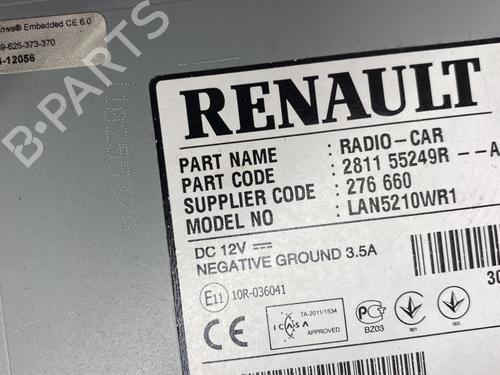 ows® Embedded CE 6.0
9-625-373-370
-12056
B-PARTS
RENAULT
PART NAME : RADIO-CAR
PART CODE : 2811 55249R --A
SUPPLIER CODE : 276 660
MODEL NO : LAN5210WR1
DC 12V
NEGATIVE GROUND 3.5A
30
E11 10R-036041
TA-2011/1534
ICASA APPROVED
BZ03
001
003
CE